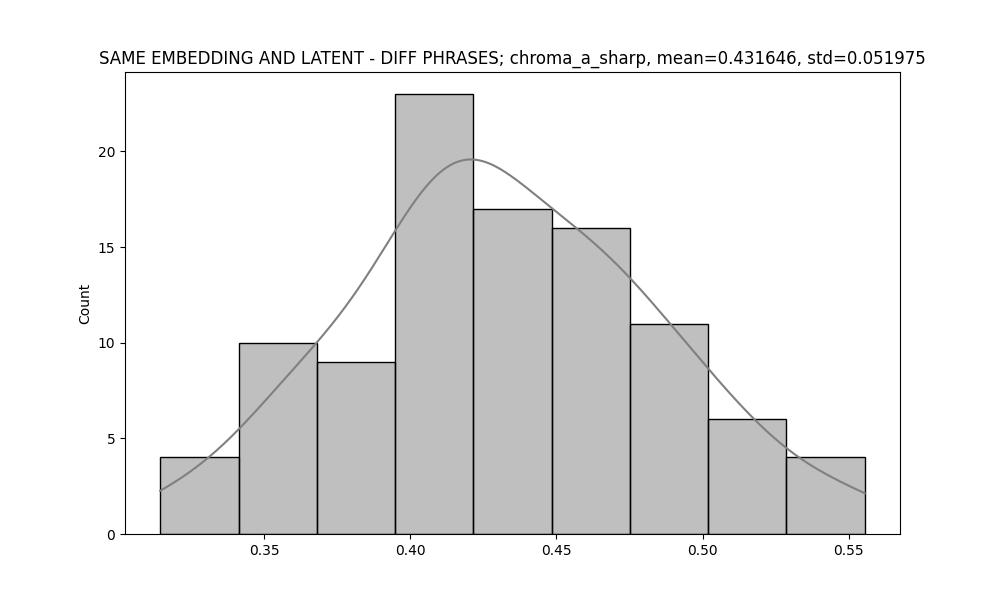 SAME EMBEDDING AND LATENT - DIFF PHRASES; chroma_a_sharp, mean=0.431646, std=0.051975
20
15
10
5
0
Count
0.35 0.40 0.45 0.50 0.55